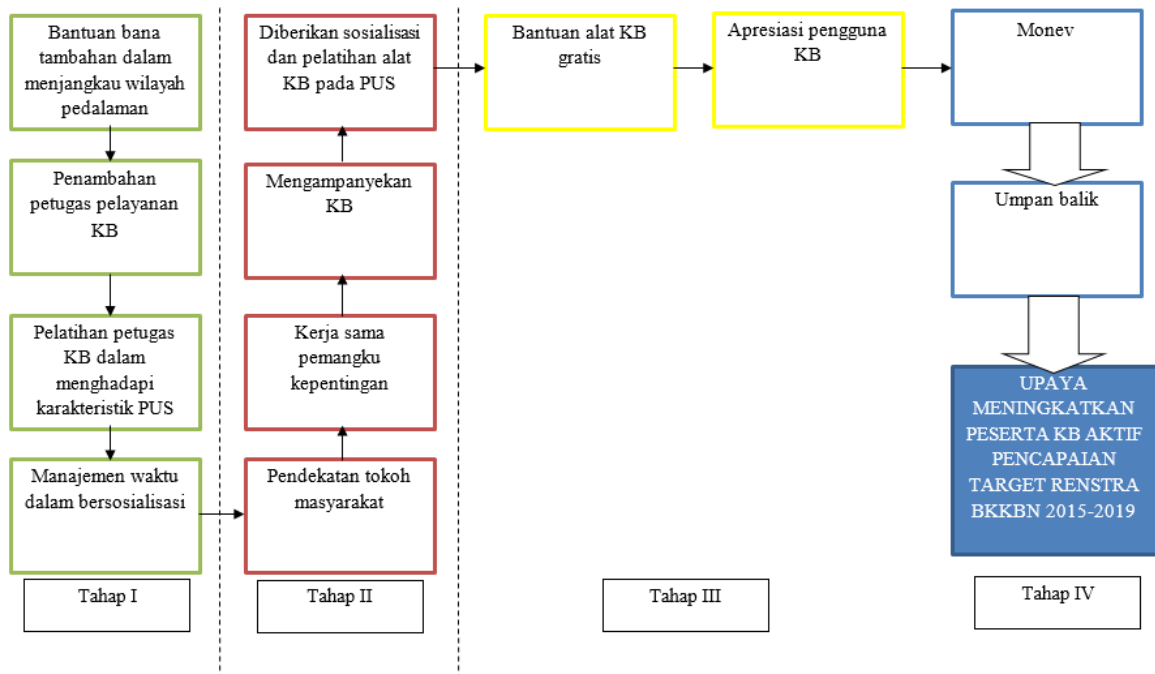 Bantuan bana
tambahan dalam
menjangkau wilayah
pedalaman
Penambahan
petugas pelayanan
KB
Pelatihan petugas
KB dalam
menghadapi
karakteristik PUS
Manajemen waktu
dalam bersosialisasi
Tahap I
Diberikan sosialisasi
dan pelatihan alat
KB pada PUS
Mengampanyekan
KB
Kerja sama
pemangku
kepentingan
Pendekatan tokoh
masyarakat
Tahap II
Bantuan alat KB
gratis
Apresiasi pengguna
KB
Tahap III
Monev
Umpan balik
UPAYA
MENINGKATKAN
PESERTA KB AKTIF
PENCAPAIAN
TARGET RENSTRA
BKKBN 2015-2019
Tahap IV